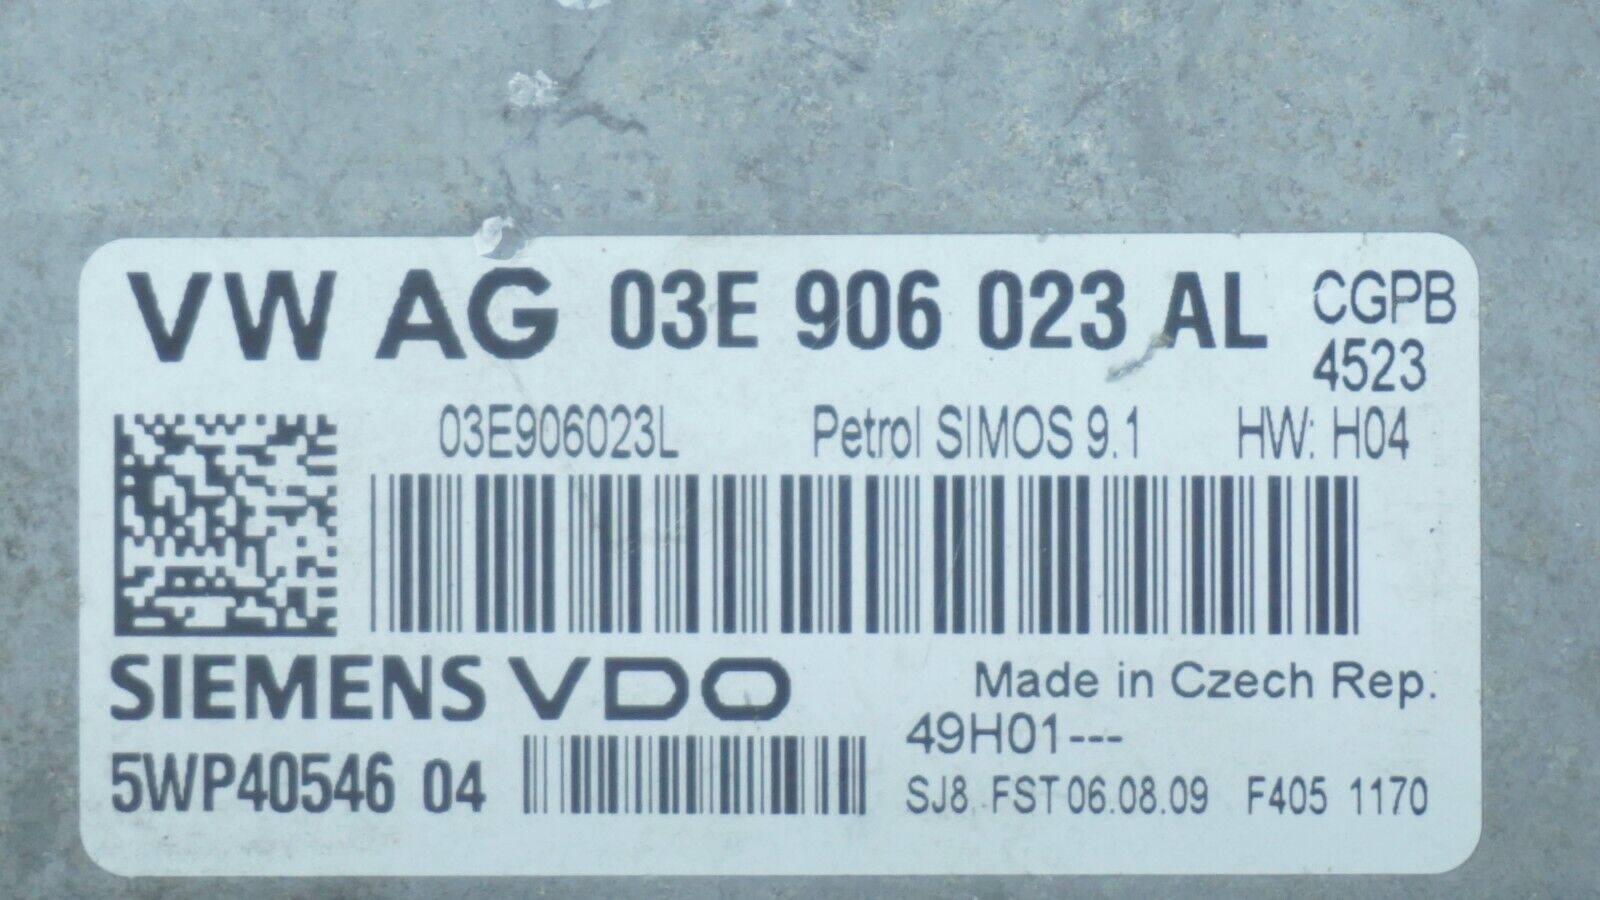 VW AG 03E 906 023 AL CGPB
4523
03E906023L Petrol SIMOS 9.1 HW: H04
SIEMENS VDO Made in Czech Rep.
49H01---
5WP40546 04 SJ8 FST 06.08.09 F405 1170